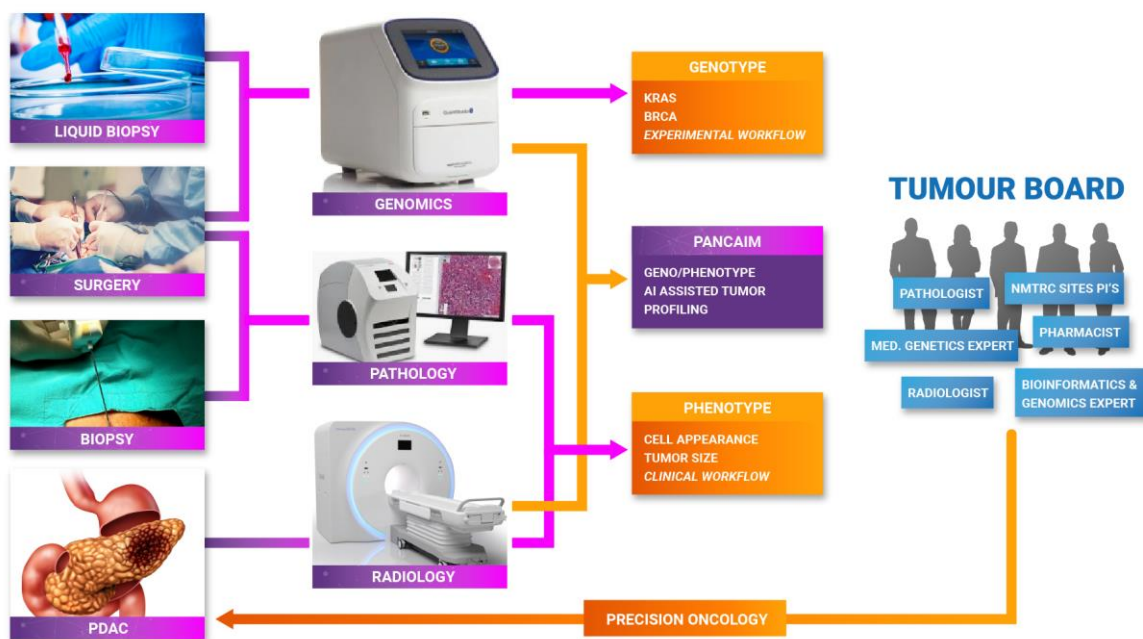 LIQUID BIOPSY
SURGERY
BIOPSY
PDAC
GENOMICS
PATHOLOGY
RADIOLOGY
GENOTYPE
KRAS
BRCA
EXPERIMENTAL WORKFLOW
PANCAIM
GENO/PHENOTYPE
AI ASSISTED TUMOR
PROFILING
PHENOTYPE
CELL APPEARANCE
TUMOR SIZE
CLINICAL WORKFLOW
TUMOUR BOARD
PATHOLOGIST
NMTRC SITES PI'S
MED. GENETICS EXPERT
PHARMACIST
RADIOLOGIST
BIOINFORMATICS &
GENOMICS EXPERT
PRECISION ONCOLOGY